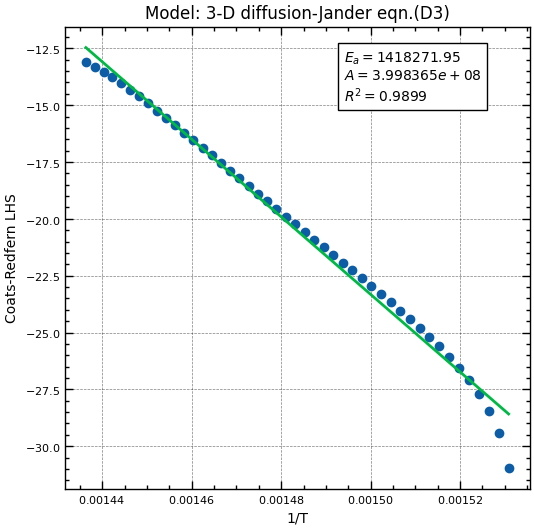 Model: 3-D diffusion-Jander eqn.(D3)
E_a = 1418271.95
A = 3.998365e + 08
R² = 0.9899
Coats-Redfern LHS
−12.5
−15.0
−17.5
−20.0
−22.5
−25.0
−27.5
−30.0
0.00144 0.00146 0.00148 0.00150 0.00152
1/T